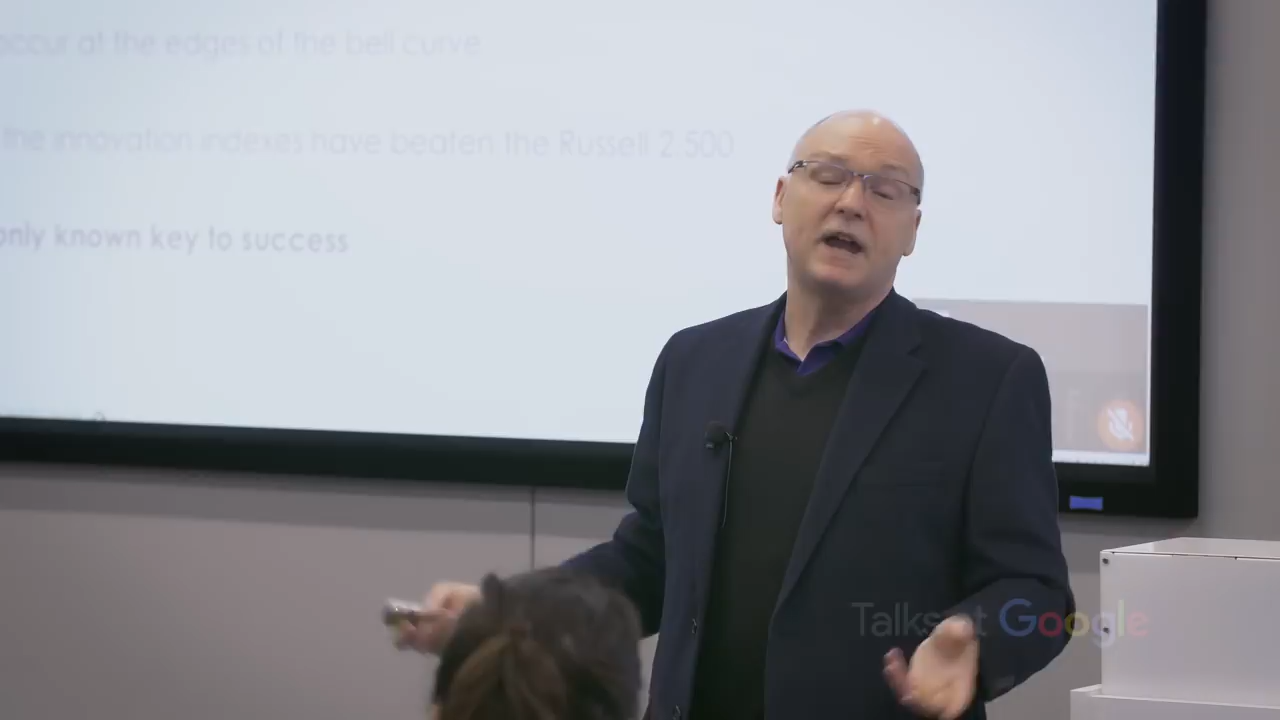 occur at the edges of the bell curve
the innovation indexes have beaten the Russell 2,500
only known key to success
Talks at Google